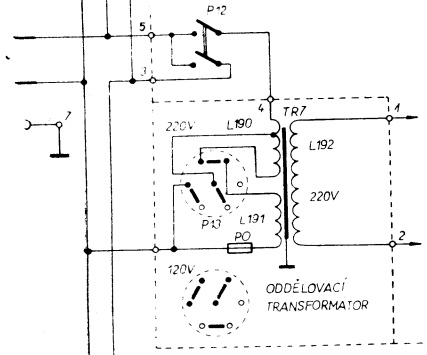 P12
5
3
7
4
TR7
1
220V
L190
L192
220V
P13
L191
PO
2
120V
ODDĚLOVACÍ
TRANSFORMATOR